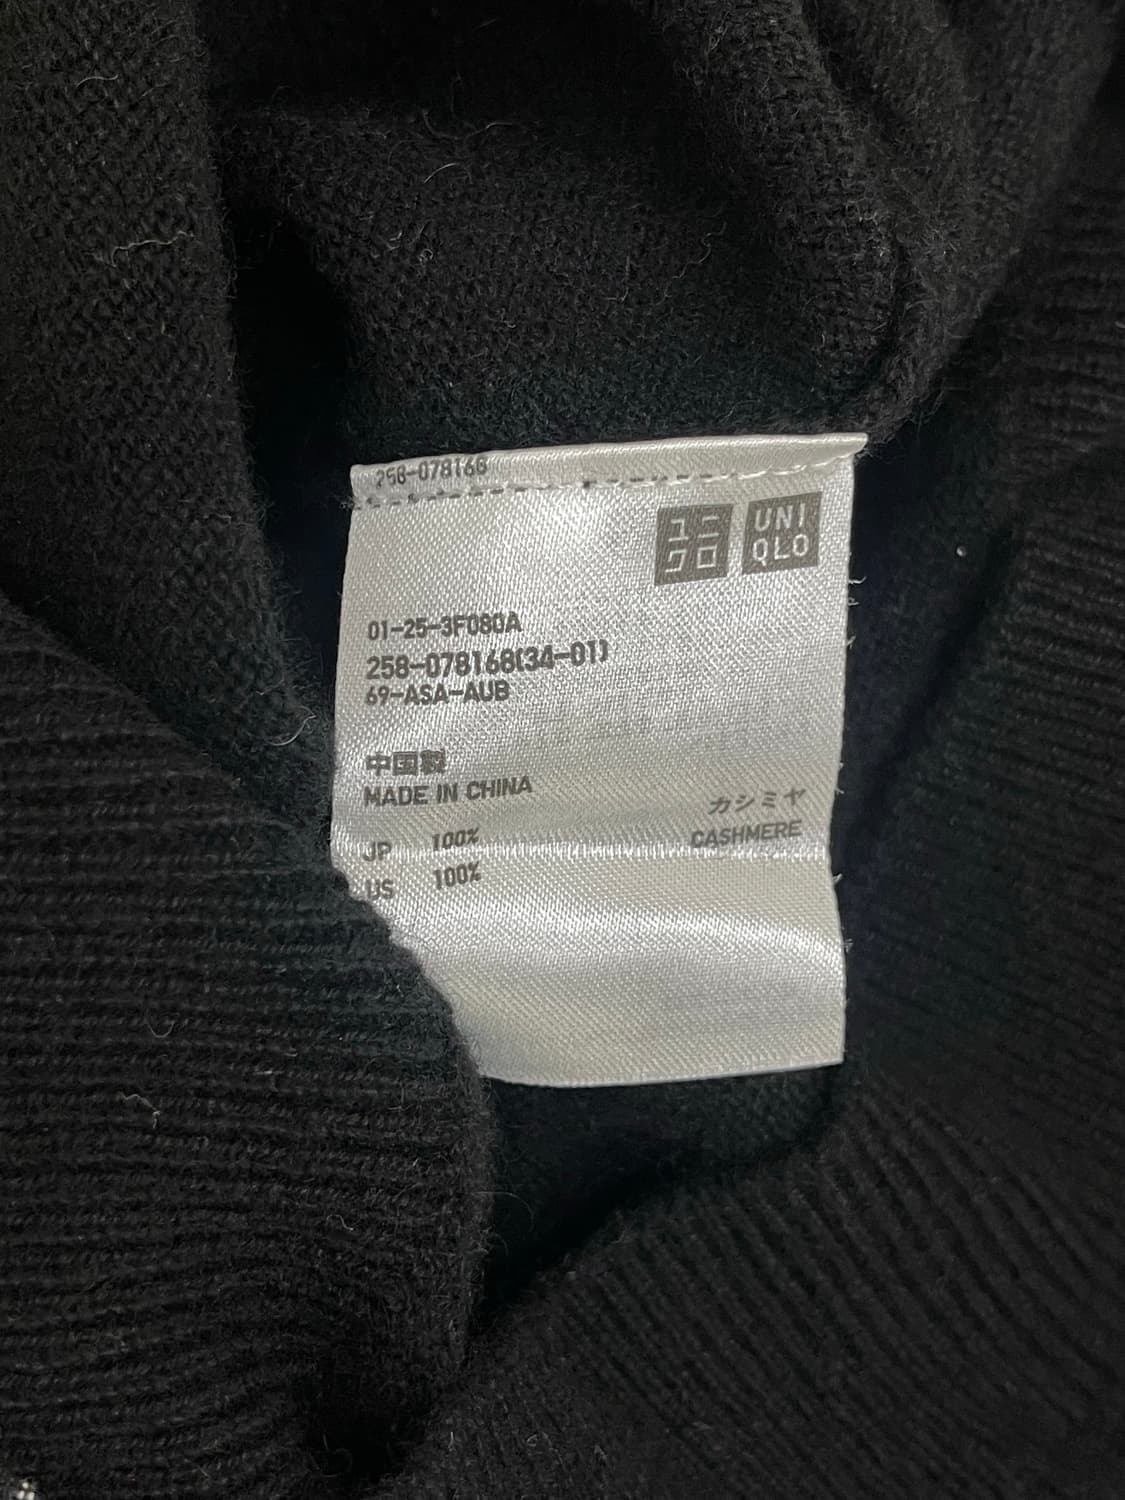 258-078168
ユニ
クロ
UNI
QLO
01-25-3F080A
258-078168(34-01)
69-ASA-AUB
中国製
MADE IN CHINA
カシミヤ
JP 100% CASHMERE
US 100%